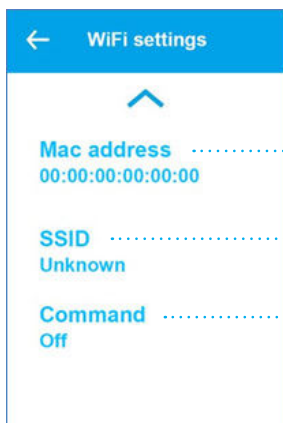 WiFi settings
Mac address
00:00:00:00:00:00
SSID
Unknown
Command
Off